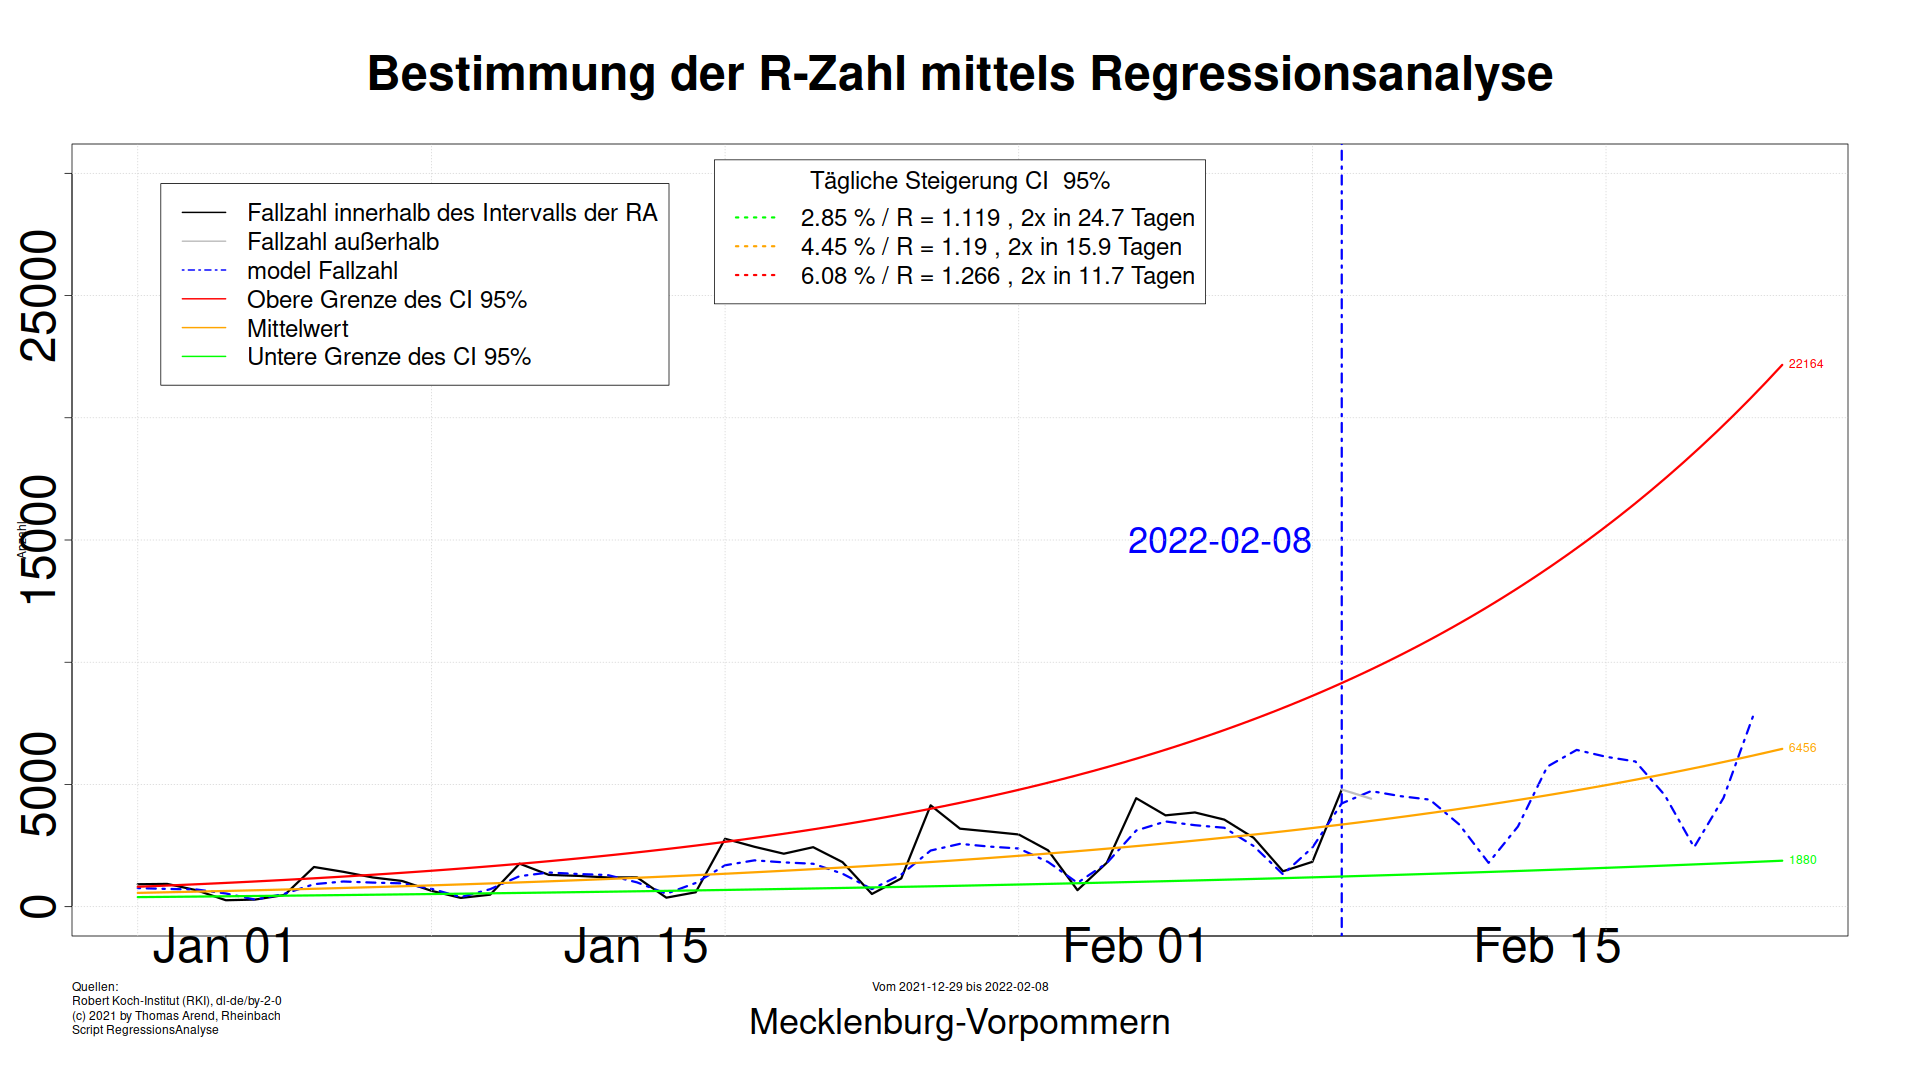 Bestimmung der R-Zahl mittels Regressionsanalyse
Fallzahl innerhalb des Intervalls der RA
Fallzahl außerhalb
model Fallzahl
Obere Grenze des CI 95%
Mittelwert
Untere Grenze des CI 95%
Tägliche Steigerung CI  95%
2.85 % / R = 1.119 , 2x in 24.7 Tagen
4.45 % / R = 1.19 , 2x in 15.9 Tagen
6.08 % / R = 1.266 , 2x in 11.7 Tagen
25000
15000
5000
0
Anzahl
2022-02-08
22164
6456
1880
Jan 01
Jan 15
Feb 01
Feb 15
Quellen:
Robert Koch-Institut (RKI), dl-de/by-2-0
(c) 2021 by Thomas Arend, Rheinbach
Script RegressionsAnalyse
Vom 2021-12-29 bis 2022-02-08
Mecklenburg-Vorpommern